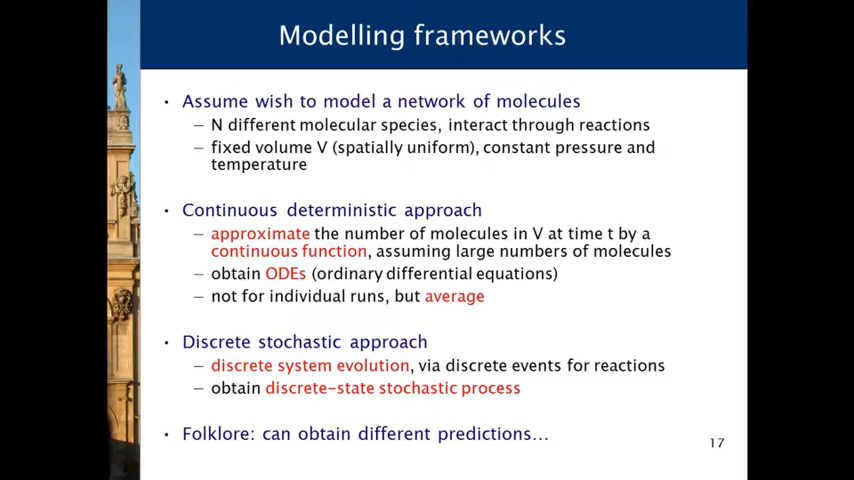 Modelling frameworks
• Assume wish to model a network of molecules
– N different molecular species, interact through reactions
– fixed volume V (spatially uniform), constant pressure and
temperature
• Continuous deterministic approach
– approximate the number of molecules in V at time t by a
continuous function, assuming large numbers of molecules
– obtain ODEs (ordinary differential equations)
– not for individual runs, but average
• Discrete stochastic approach
– discrete system evolution, via discrete events for reactions
– obtain discrete-state stochastic process
• Folklore: can obtain different predictions...
17